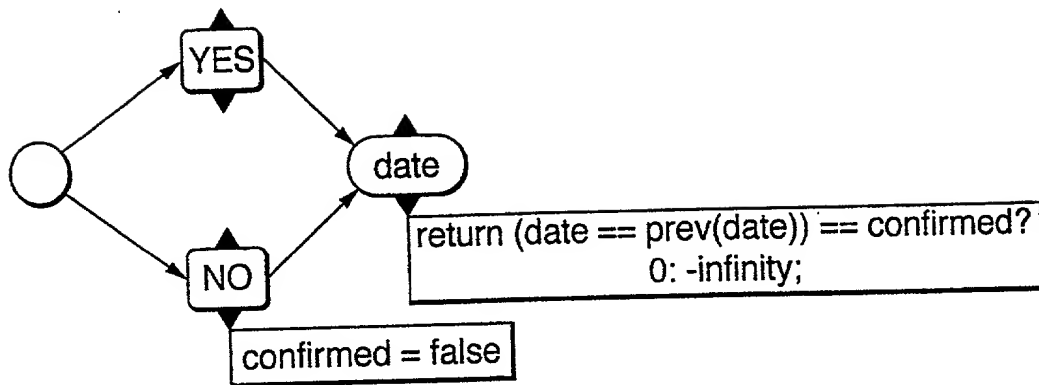 YES
date
return (date == prev(date)) == confirmed?
0: -infinity;
NO
confirmed = false